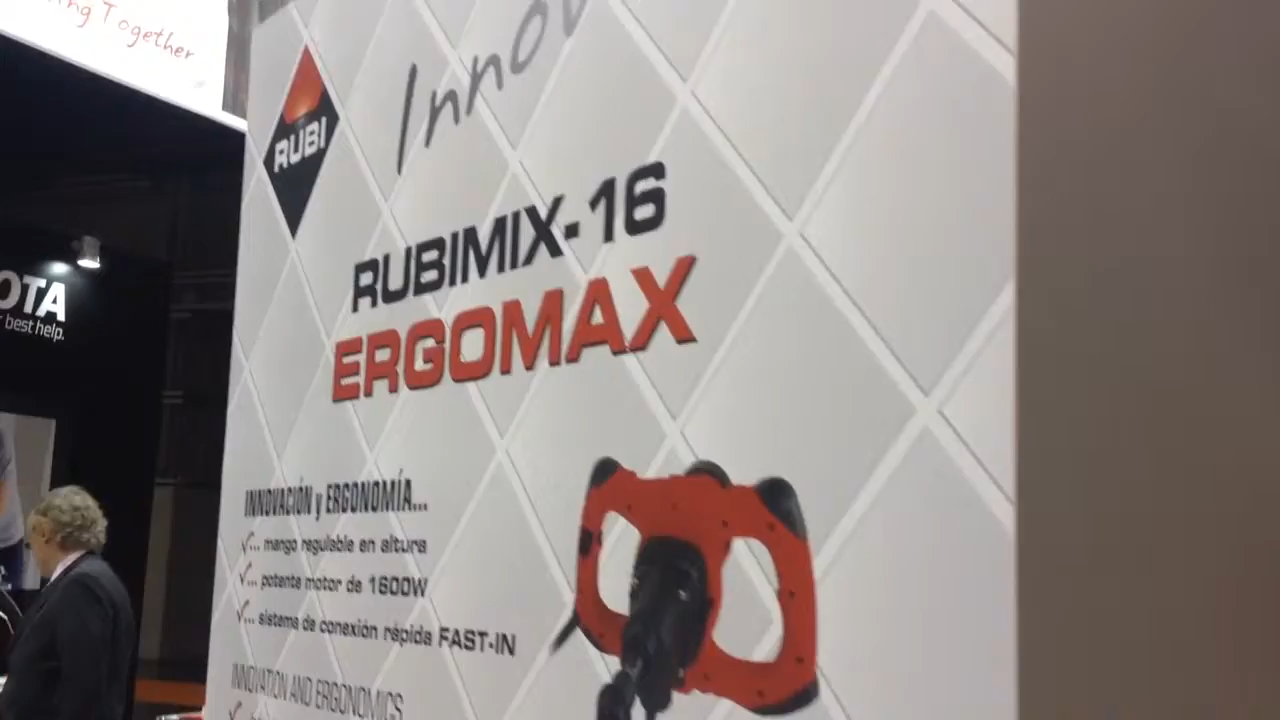 Together
RUBI
Inno
RUBIMIX-16
ERGOMAX
OTA
best help.
INNOVACIÓN y ERGONOMÍA...
... mango regulable en altura
... potente motor de 1600W
... sistema de conexión rápida FAST-IN
INNOVATION AND ERGONOMICS